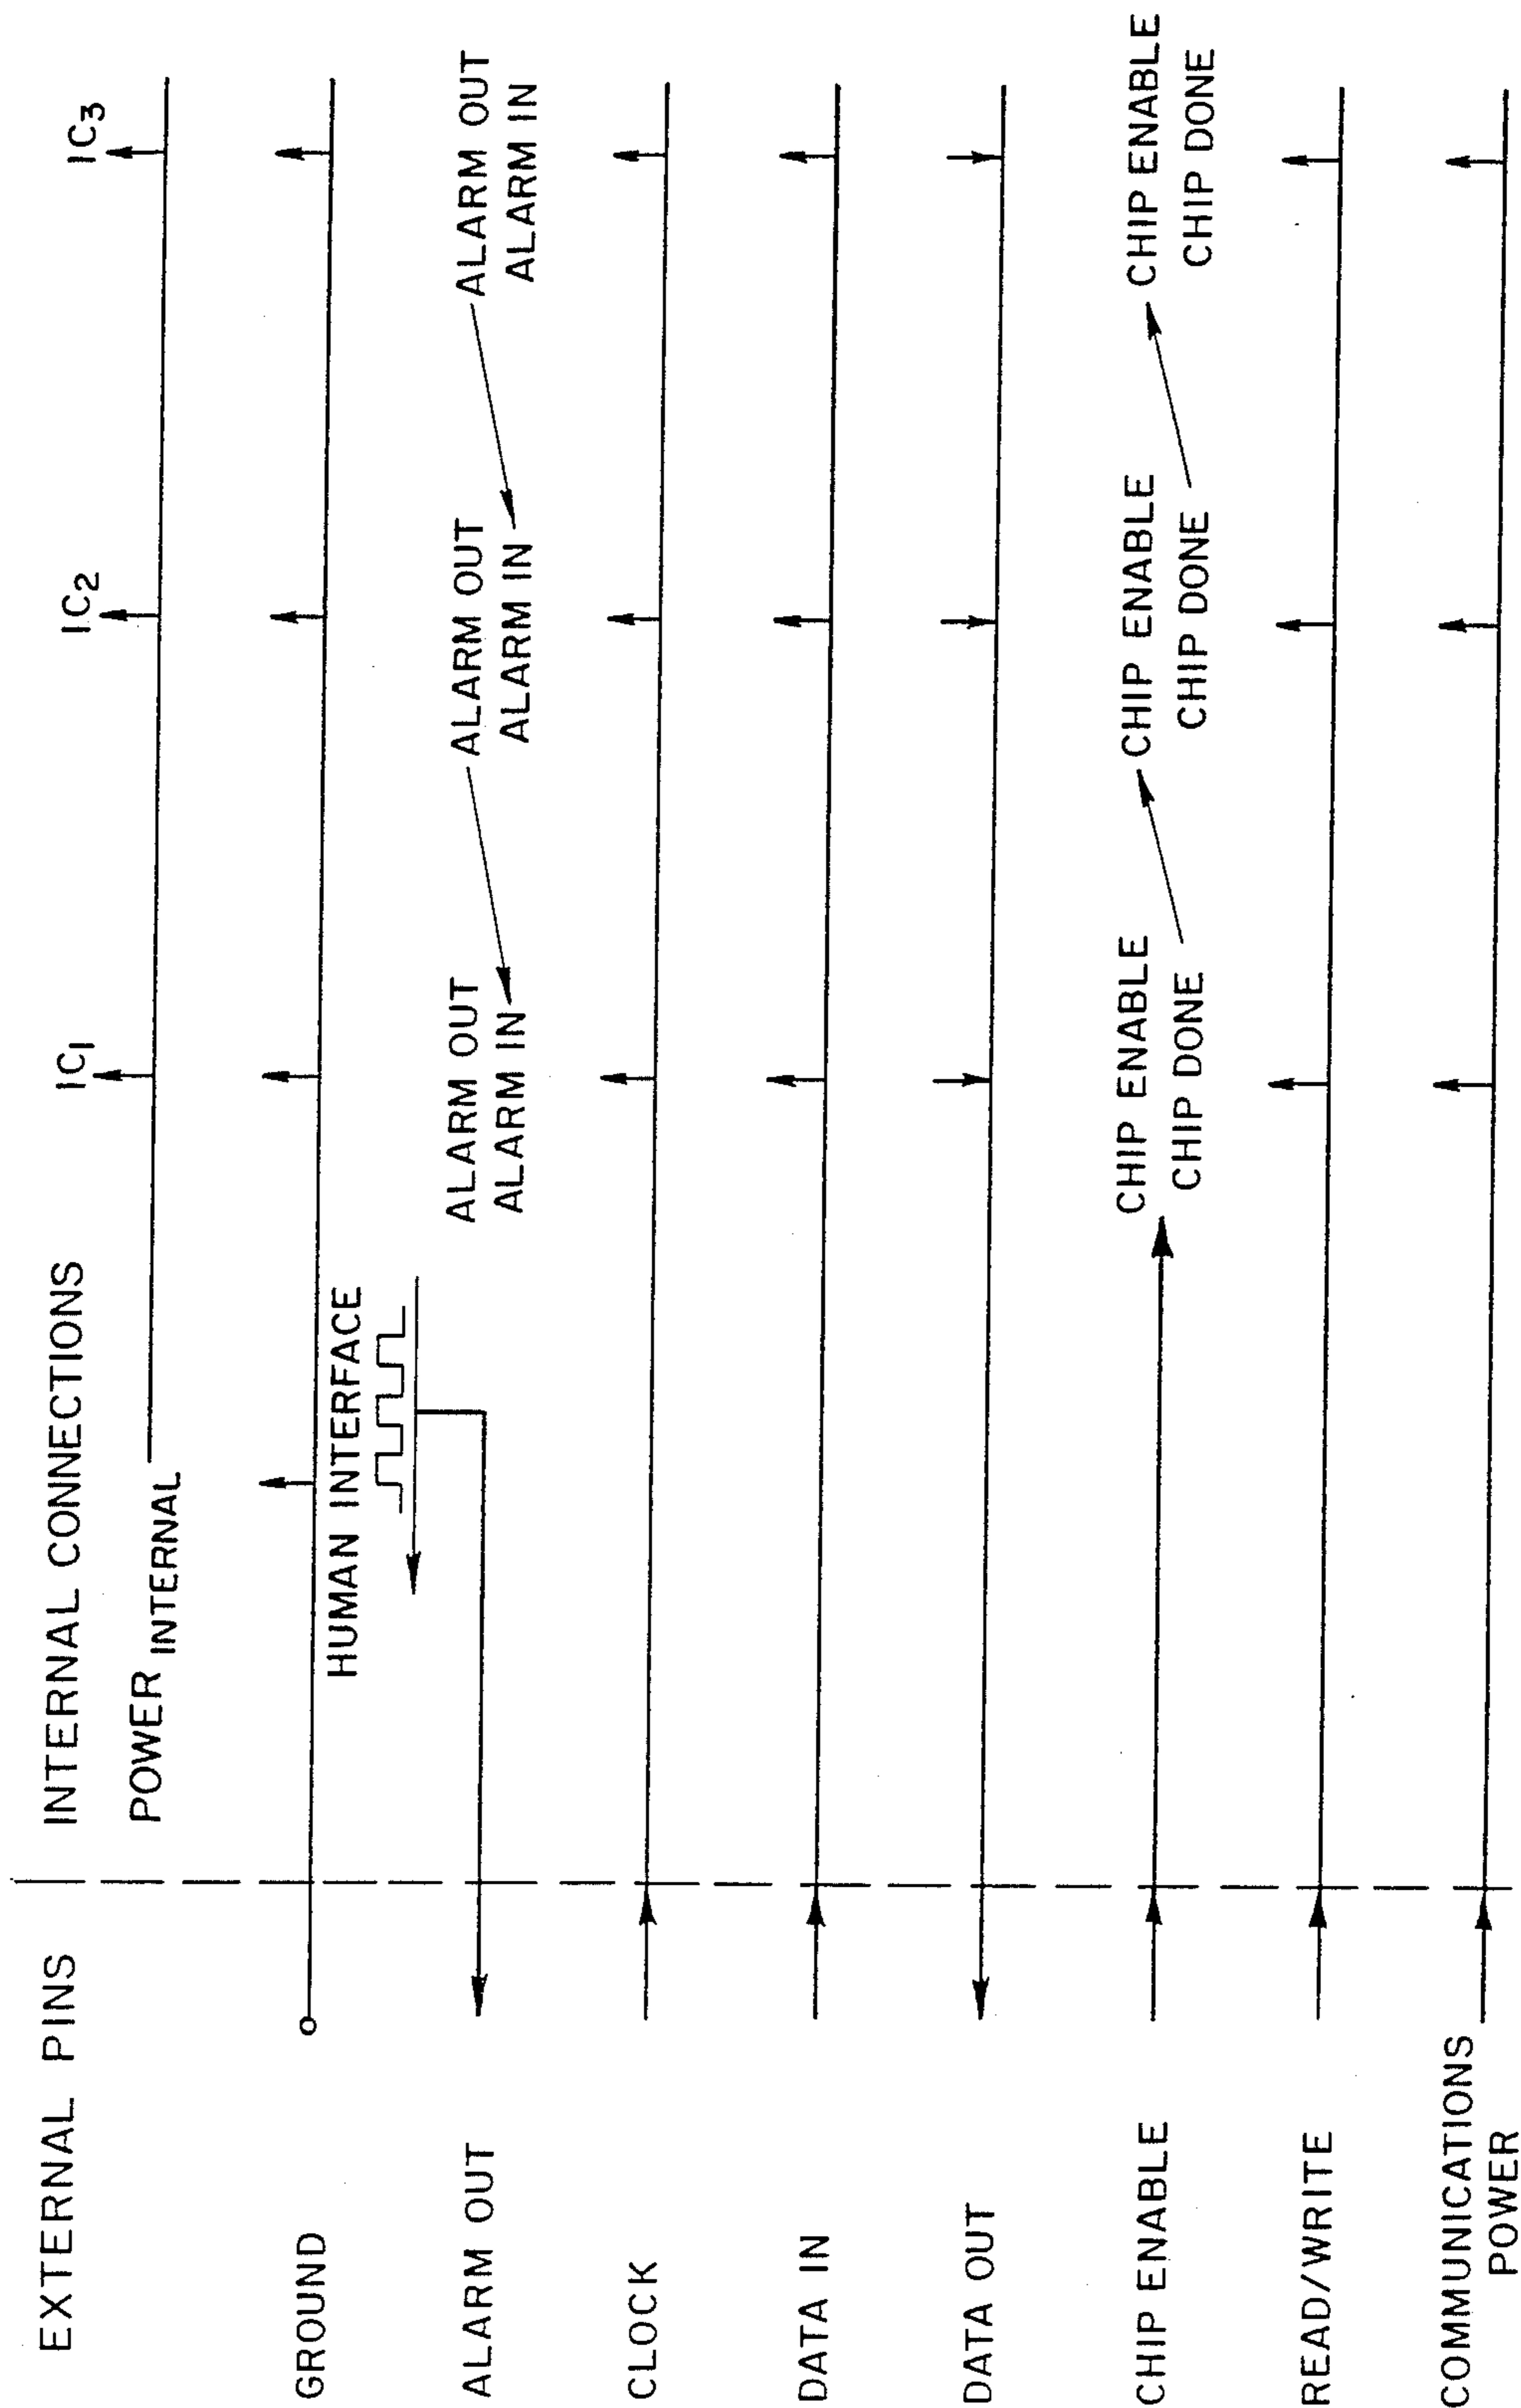 EXTERNAL PINS
INTERNAL CONNECTIONS
POWER INTERNAL
IC1
IC2
IC3
GROUND
HUMAN INTERFACE
ALARM OUT
ALARM OUT
ALARM IN
ALARM OUT
ALARM IN
ALARM OUT
ALARM IN
CLOCK
DATA IN
DATA OUT
CHIP ENABLE
CHIP ENABLE
CHIP DONE
CHIP ENABLE
CHIP DONE
CHIP ENABLE
CHIP DONE
READ/WRITE
COMMUNICATIONS
POWER